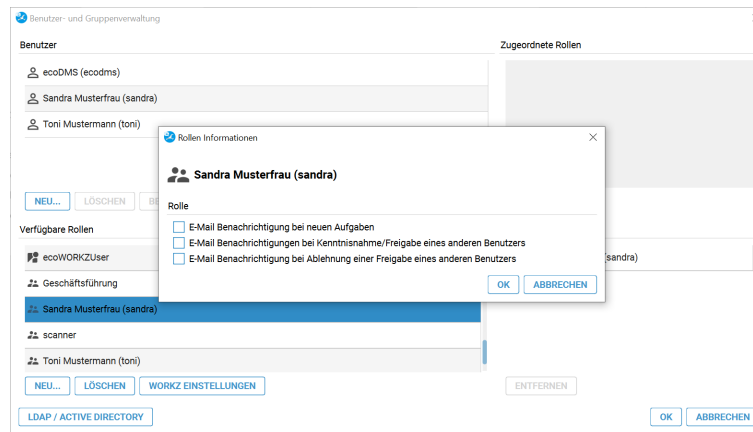 Benutzer- und Gruppenverwaltung
Benutzer
Zugeordnete Rollen
ecoDMS (ecodms)
Sandra Musterfrau (sandra)
Toni Mustermann (toni)
Rollen Informationen
Sandra Musterfrau (sandra)
Rolle
E-Mail Benachrichtigung bei neuen Aufgaben
E-Mail Benachrichtigungen bei Kenntnisnahme/Freigabe eines anderen Benutzers
E-Mail Benachrichtigung bei Ablehnung einer Freigabe eines anderen Benutzers
OK ABBRECHEN
NEU... LÖSCHEN
Verfügbare Rollen
ecoWORKZUser
(sandra)
Geschäftsführung
Sandra Musterfrau (sandra)
scanner
Toni Mustermann (toni)
NEU... LÖSCHEN WORKZ EINSTELLUNGEN ENTFERNEN
LDAP / ACTIVE DIRECTORY OK ABBRECHEN